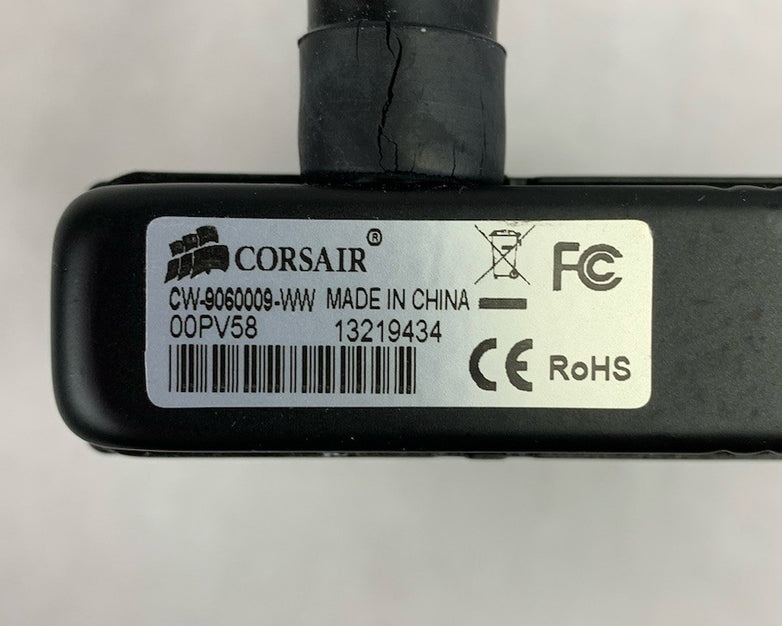 CORSAIR®
CW-9060009-WW MADE IN CHINA
00PV58 13219434
FC
CE RoHS